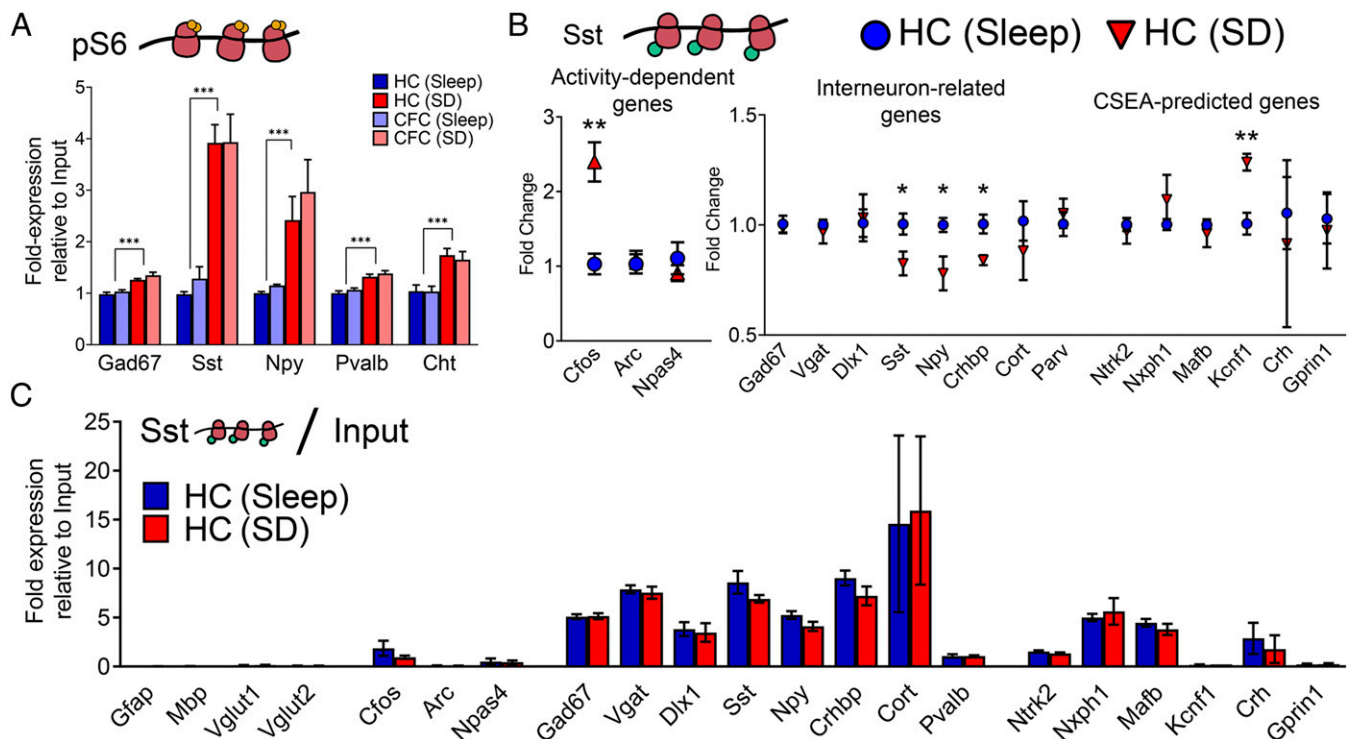 A
pS6
Fold-expression
relative to Input
5
4
3
2
1
0
***
***
***
***
***
HC (Sleep)
HC (SD)
CFC (Sleep)
CFC (SD)
Gad67 Sst Npy Pvalb Cht
B
Sst
HC (Sleep) HC (SD)
Activity-dependent
genes
Fold Change
3
2
1
0
**
Cfos Arc Npas4
Interneuron-related
genes
CSEA-predicted genes
Fold Change
1.5
1.0
0.5
* * * **
Gad67 Vgat Dlx1 Sst Npy Crhbp Cort Parv Ntrk2 Nxph1 Mafb Kcnf1 Crh Gprin1
C
Sst / Input
HC (Sleep)
HC (SD)
Fold expression
relative to Input
25
20
15
10
5
0
Gfap Mbp Vglut1 Vglut2 Cfos Arc Npas4 Gad67 Vgat Dlx1 Sst Npy Crhbp Cort Pvalb Ntrk2 Nxph1 Mafb Kcnf1 Crh Gprin1